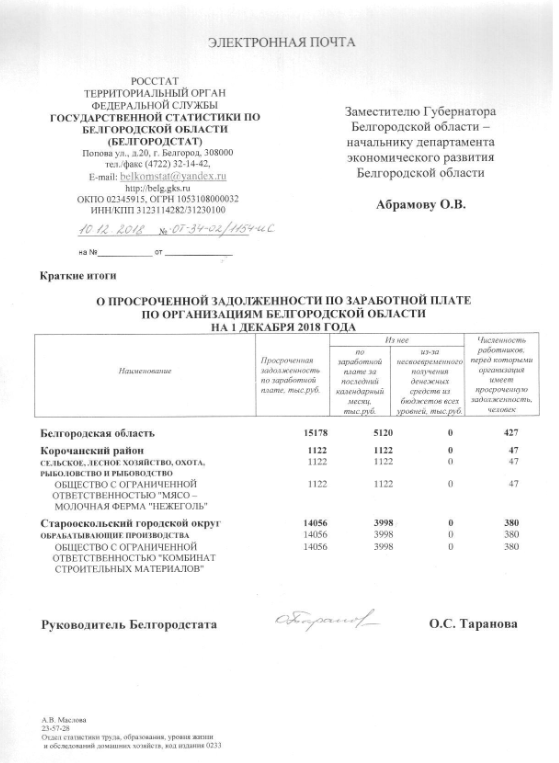 ЭЛЕКТРОННАЯ ПОЧТА
РОССТАТ
ТЕРРИТОРИАЛЬНЫЙ ОРГАН
ФЕДЕРАЛЬНОЙ СЛУЖБЫ
ГОСУДАРСТВЕННОЙ СТАТИСТИКИ ПО
БЕЛГОРОДСКОЙ ОБЛАСТИ
(БЕЛГОРОДСТАТ)
Попова ул., д.20, г. Белгород, 308000
тел./факс (4722) 32-14-42,
E-mail: belkomstat@yandex.ru
http://belg.gks.ru
ОКПО 02345915, ОГРН 1053108000032
ИНН/КПП 3123114282/31230100
10.12.2018 № ОТ-34-02/1154-ИС
на № от
Заместителю Губернатора
Белгородской области –
начальнику департамента
экономического развития
Белгородской области
Абрамову О.В.
Краткие итоги
О ПРОСРОЧЕННОЙ ЗАДОЛЖЕННОСТИ ПО ЗАРАБОТНОЙ ПЛАТЕ
ПО ОРГАНИЗАЦИЯМ БЕЛГОРОДСКОЙ ОБЛАСТИ
НА 1 ДЕКАБРЯ 2018 ГОДА
Наименование
Просроченная
задолженность
по заработной
плате, тыс.руб.
Из нее
по
заработной
плате за
последний
календарный
месяц,
тыс.руб.
из-за
несвоевременного
получения
денежных
средств из
бюджетов всех
уровней, тыс.руб.
Численность
работников,
перед которыми
организация
имеет
просроченную
задолженность,
человек
Белгородская область 15178 5120 0 427
Корочанский район 1122 1122 0 47
СЕЛЬСКОЕ, ЛЕСНОЕ ХОЗЯЙСТВО, ОХОТА, 1122 1122 0 47
РЫБОЛОВСТВО И РЫБОВОДСТВО
ОБЩЕСТВО С ОГРАНИЧЕННОЙ 1122 1122 0 47
ОТВЕТСТВЕННОСТЬЮ "МЯСО –
МОЛОЧНАЯ ФЕРМА "НЕЖЕГОЛЬ"
Старооскольский городской округ 14056 3998 0 380
ОБРАБАТЫВАЮЩИЕ ПРОИЗВОДСТВА 14056 3998 0 380
ОБЩЕСТВО С ОГРАНИЧЕННОЙ 14056 3998 0 380
ОТВЕТСТВЕННОСТЬЮ "КОМБИНАТ
СТРОИТЕЛЬНЫХ МАТЕРИАЛОВ"
Руководитель Белгородстата О.С. Таранова
А.В. Маслова
23-57-28
Отдел статистики труда, образования, уровня жизни
и обследований домашних хозяйств, код издания 0233